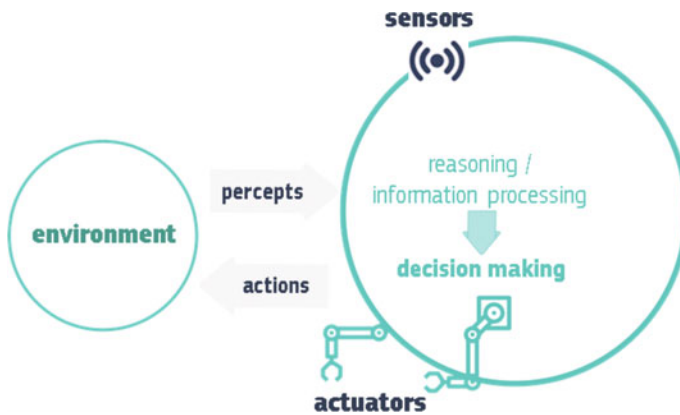 sensors
reasoning /
information processing
percepts
environment
decision making
actions
actuators